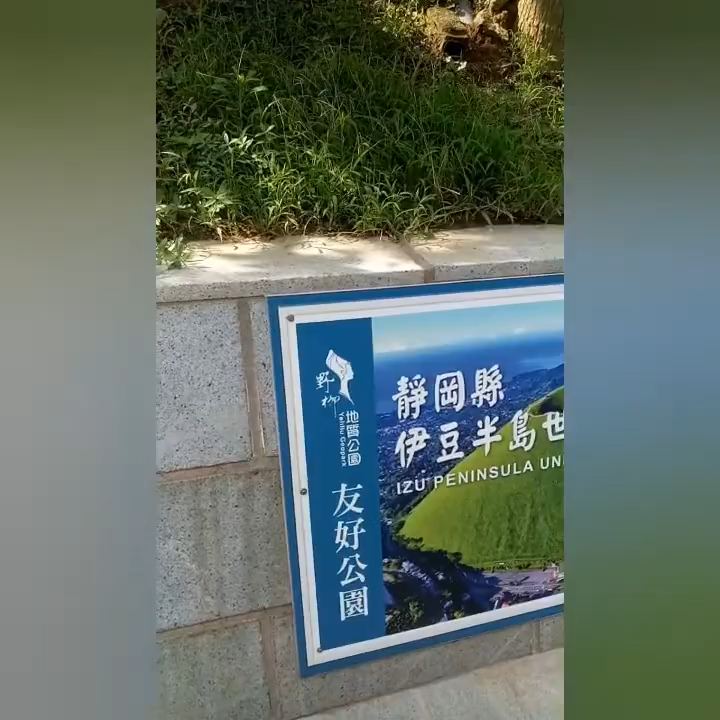 野柳
地質公園
Yehliu Geopark
友好公園
靜岡縣
伊豆半島世
IZU PENINSULA UN